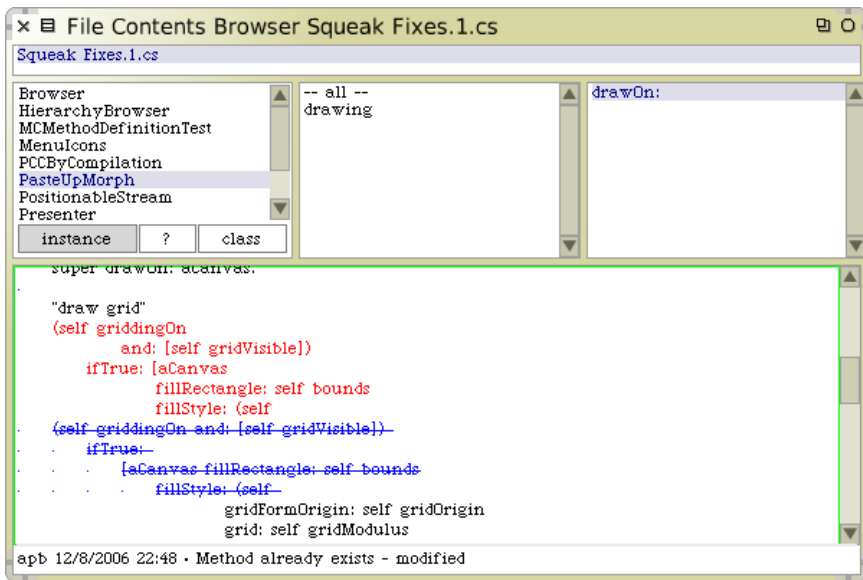 File Contents Browser Squeak Fixes.1.cs
Squeak Fixes.1.cs
Browser
HierarchyBrowser
MCMethodDefinitionTest
MenuIcons
PCCByCompilation
PasteUpMorph
PositionableStream
Presenter
instance ? class
-- all --
drawing
drawOn:
super drawOn: aCanvas.
"draw grid"
(self griddingOn
and: [self gridVisible])
ifTrue: [aCanvas
fillRectangle: self bounds
fillStyle: (self
(self griddingOn and: [self gridVisible])
ifTrue:
[aCanvas fillRectangle: self bounds
fillStyle: (self
gridFormOrigin: self gridOrigin
grid: self gridModulus
apb 12/8/2006 22:48 · Method already exists - modified